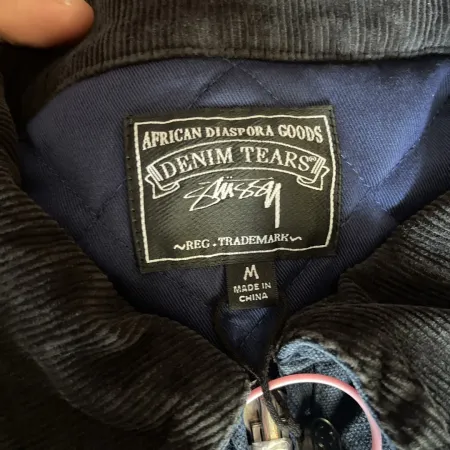 AFRICAN DIASPORA GOODS
DENIM TEARS
Stüssy
~REG. TRADEMARK~
M
MADE IN
CHINA